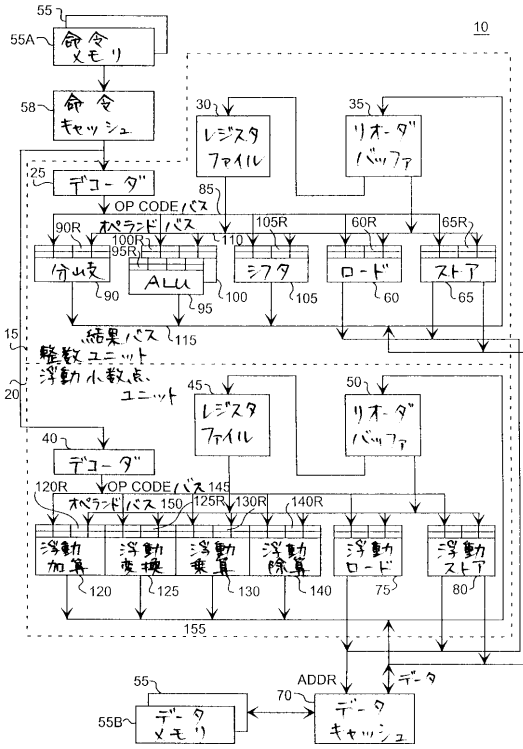 55
10
55A
命令
メモリ
58
命令
キャッシュ
30
レジスタ
ファイル
35
リオーダ
バッファ
25
デコーダ
OP CODE バス
85
オペランド バス
110
90R
100R
95R
105R
60R
65R
分岐
90
ALU
100
95
シフタ
105
ロード
60
ストア
65
結果バス
115
15
整数ユニット
20
浮動小数点
ユニット
45
レジスタ
ファイル
50
リオーダ
バッファ
40
デコーダ
OP CODE バス 145
120R
オペランド バス 150
125R
130R
140R
浮動
加算
120
浮動
変換
125
浮動
乗算
130
浮動
除算
140
浮動
ロード
75
浮動
ストア
80
155
ADDR
データ
55
55B
データ
メモリ
70
データ
キャッシュ